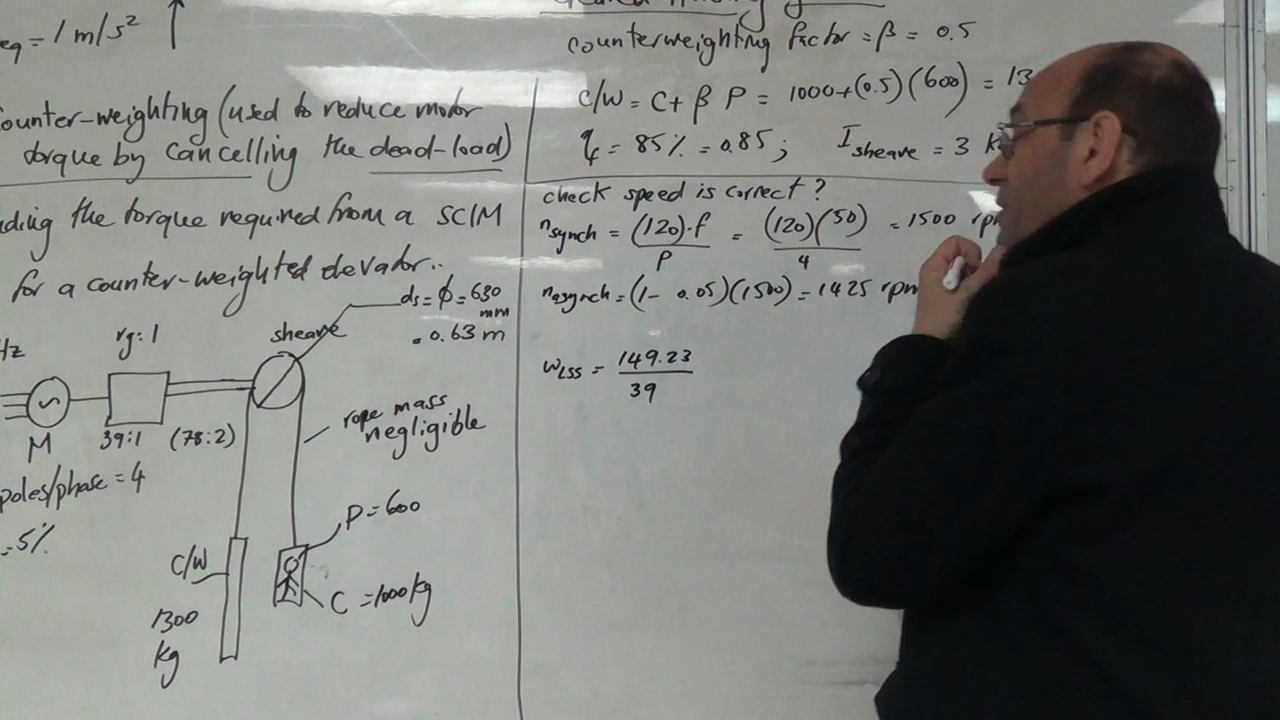 eq = 1 m/s²
counter-weighting (used to reduce motor
torque by cancelling the dead-load)
the torque required from a SCIM
for a counter-weighted elevator..
ds = ϕ = 630
mm
= 0.63 m
sheave
Hz
rg:1
M
39:1 (78:2)
rope mass
negligible
poles/phase = 4
= 5%
P = 600
C/W
C = 1000 kg
1300
kg
counterweighting factor = β = 0.5
C/W = C + β P = 1000 + (0.5)(600) = 13
= 85% = 0.85 ; I sheave = 3 k
check speed is correct?
n synch = (120)·f / P = (120)(50) / 4 = 1500 rpm
n asynch = (1 - 0.05)(1500) = 1425 rpm
ω LSS = 149.23 / 39